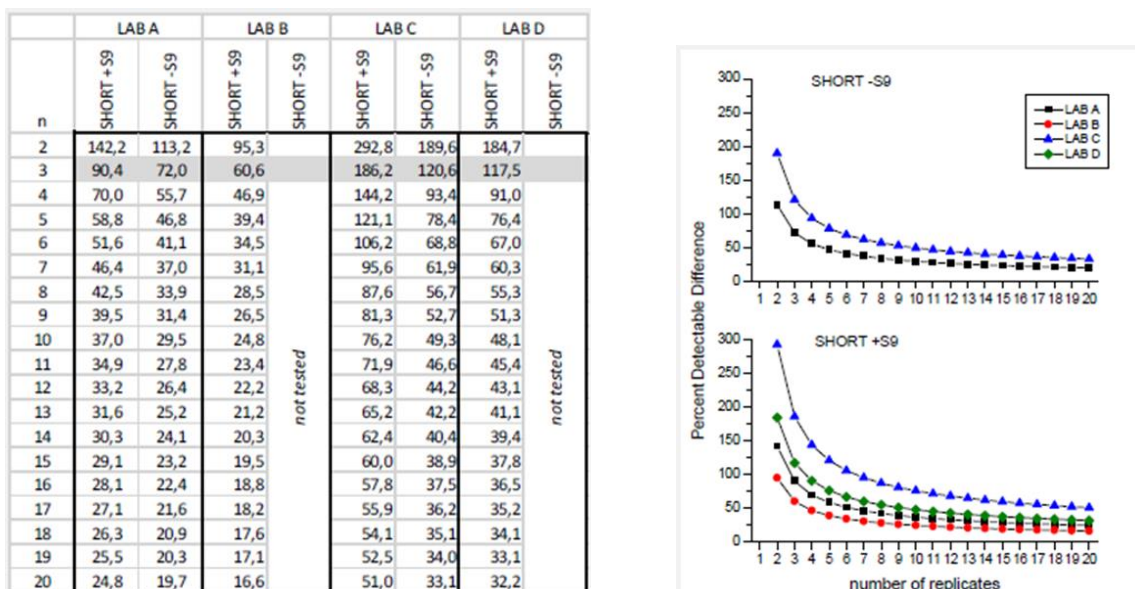 LAB A LAB B LAB C LAB D
n SHORT +S9 SHORT -S9 SHORT +S9 SHORT -S9 SHORT +S9 SHORT -S9 SHORT +S9 SHORT -S9
2 142,2 113,2 95,3 292,8 189,6 184,7
3 90,4 72,0 60,6 186,2 120,6 117,5
4 70,0 55,7 46,9 144,2 93,4 91,0
5 58,8 46,8 39,4 121,1 78,4 76,4
6 51,6 41,1 34,5 106,2 68,8 67,0
7 46,4 37,0 31,1 95,6 61,9 60,3
8 42,5 33,9 28,5 87,6 56,7 55,3
9 39,5 31,4 26,5 81,3 52,7 51,3
10 37,0 29,5 24,8 76,2 49,3 48,1
11 34,9 27,8 23,4 71,9 46,6 45,4
12 33,2 26,4 22,2 68,3 44,2 43,1
13 31,6 25,2 21,2 65,2 42,2 41,1
14 30,3 24,1 20,3 62,4 40,4 39,4
15 29,1 23,2 19,5 60,0 38,9 37,8
16 28,1 22,4 18,8 57,8 37,5 36,5
17 27,1 21,6 18,2 55,9 36,2 35,2
18 26,3 20,9 17,6 54,1 35,1 34,1
19 25,5 20,3 17,1 52,5 34,0 33,1
20 24,8 19,7 16,6 51,0 33,1 32,2
not tested
not tested
SHORT -S9
LAB A
LAB B
LAB C
LAB D
300
250
200
150
100
50
0
1 2 3 4 5 6 7 8 9 10 11 12 13 14 15 16 17 18 19 20
Percent Detectable Difference
SHORT +S9
300
250
200
150
100
50
0
1 2 3 4 5 6 7 8 9 10 11 12 13 14 15 16 17 18 19 20
number of replicates